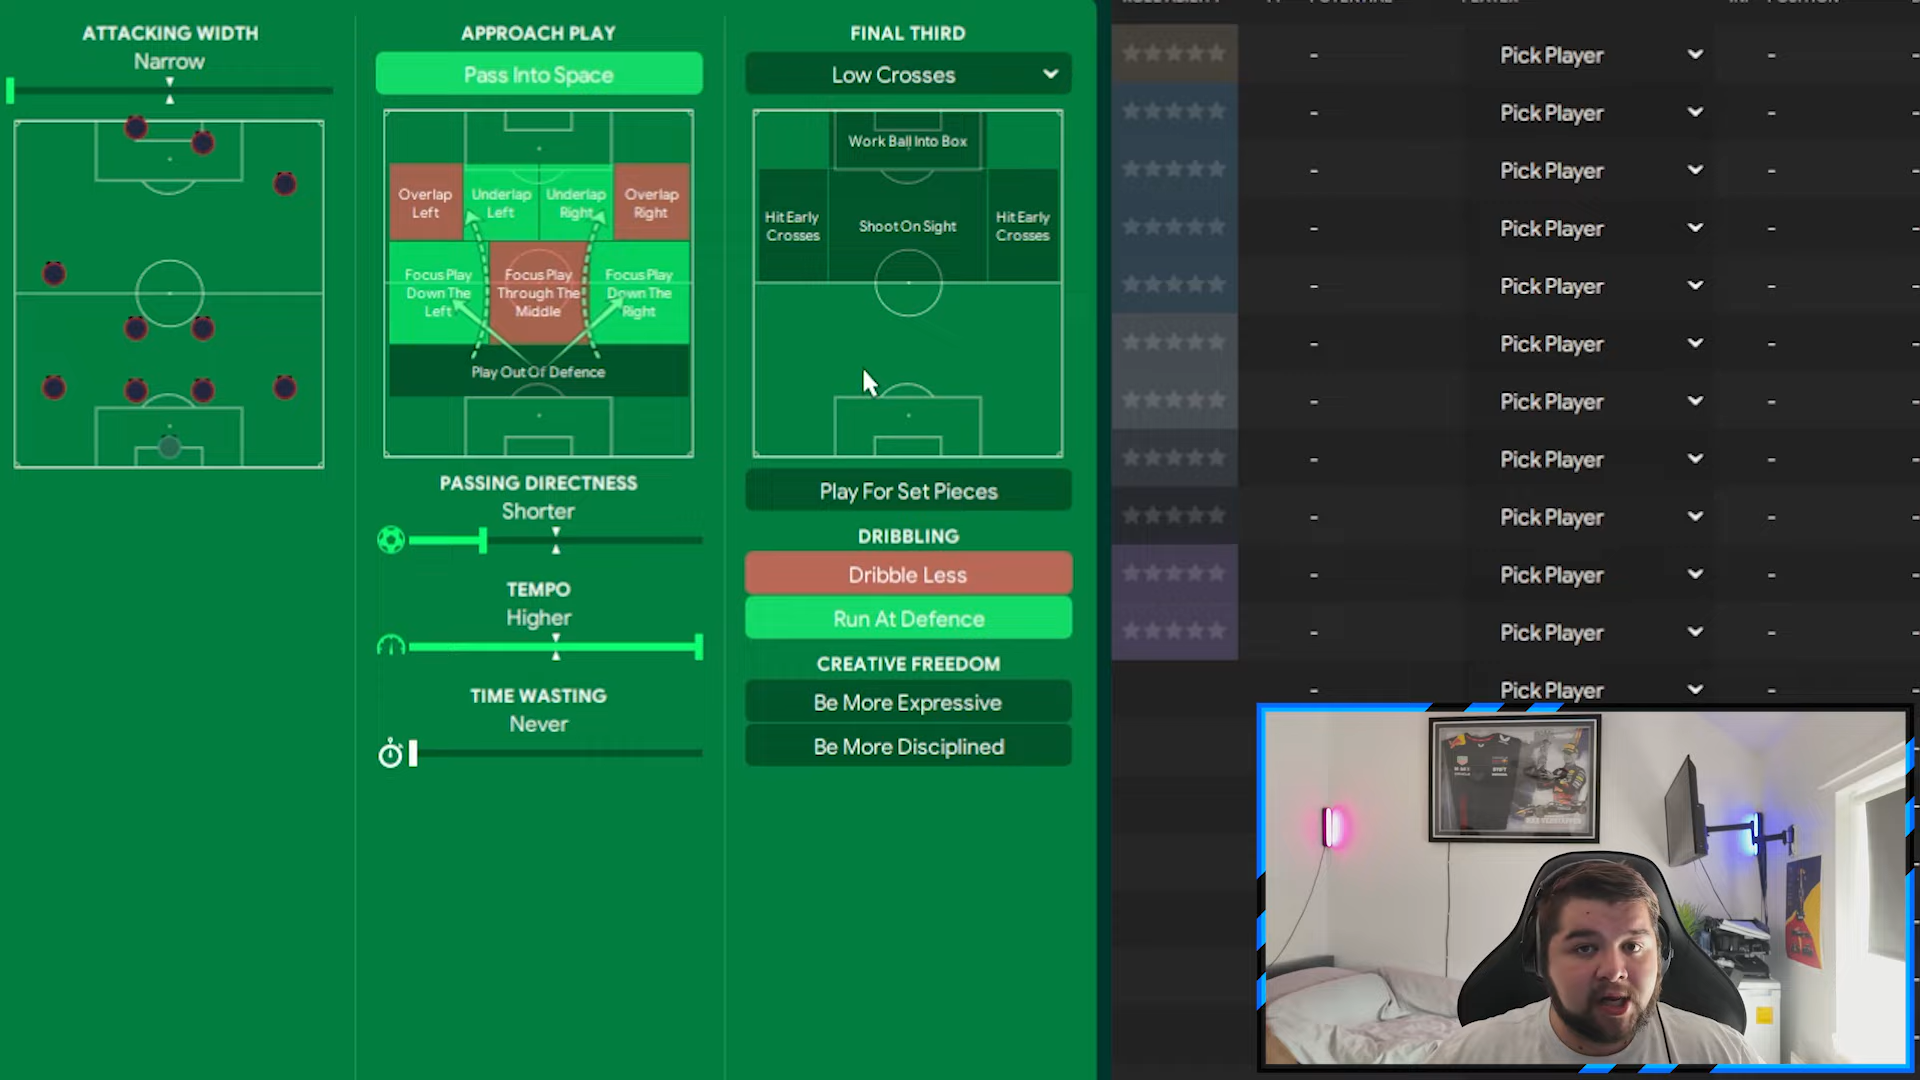 ATTACKING WIDTH
Narrow
APPROACH PLAY
Pass Into Space
Overlap
Left
Underlap
Left
Underlap
Right
Overlap
Right
Focus Play
Down The
Left
Focus Play
Through The
Middle
Focus Play
Down The
Right
Play Out Of Defence
PASSING DIRECTNESS
Shorter
TEMPO
Higher
TIME WASTING
Never
FINAL THIRD
Low Crosses
Work Ball Into Box
Hit Early
Crosses
Shoot On Sight
Hit Early
Crosses
Play For Set Pieces
DRIBBLING
Dribble Less
Run At Defence
CREATIVE FREEDOM
Be More Expressive
Be More Disciplined
- Pick Player - -
- Pick Player - -
- Pick Player - -
- Pick Player - -
- Pick Player - -
- Pick Player - -
- Pick Player - -
- Pick Player - -
- Pick Player - -
- Pick Player - -
- Pick Player - -
- Pick Player - -